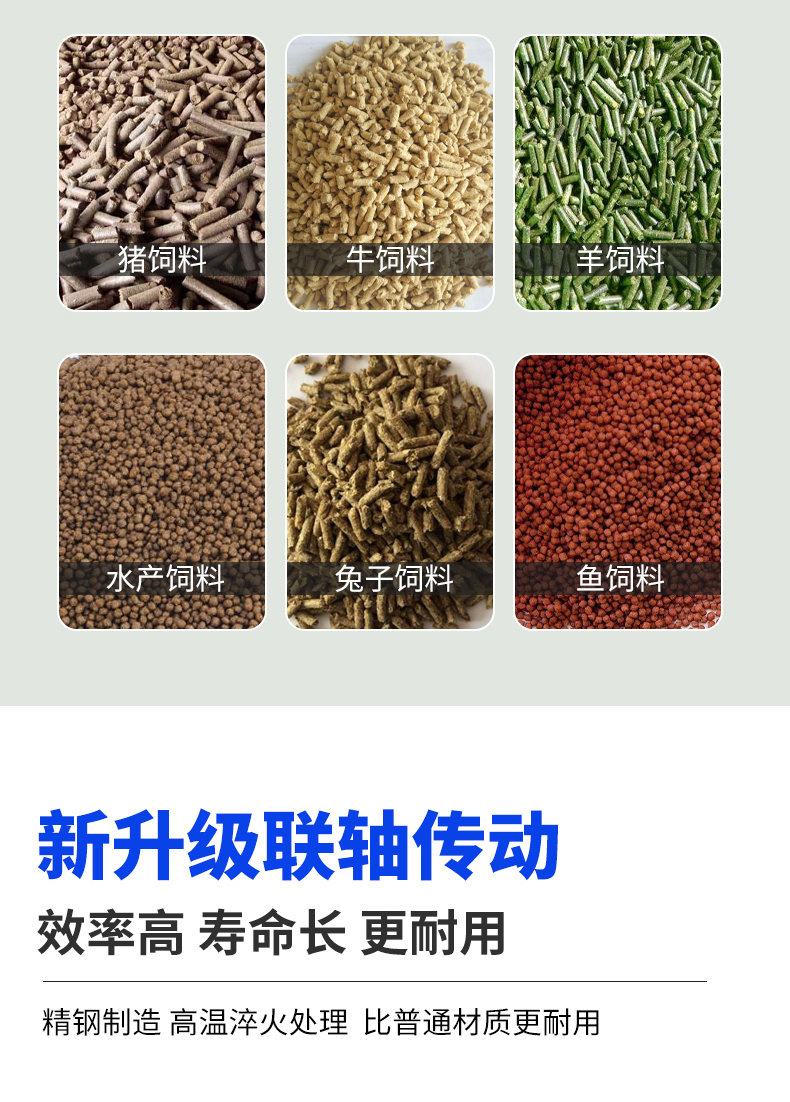 猪饲料
牛饲料
羊饲料
水产饲料
兔子饲料
鱼饲料
新升级联轴传动
效率高 寿命长 更耐用
精钢制造 高温淬火处理 比普通材质更耐用